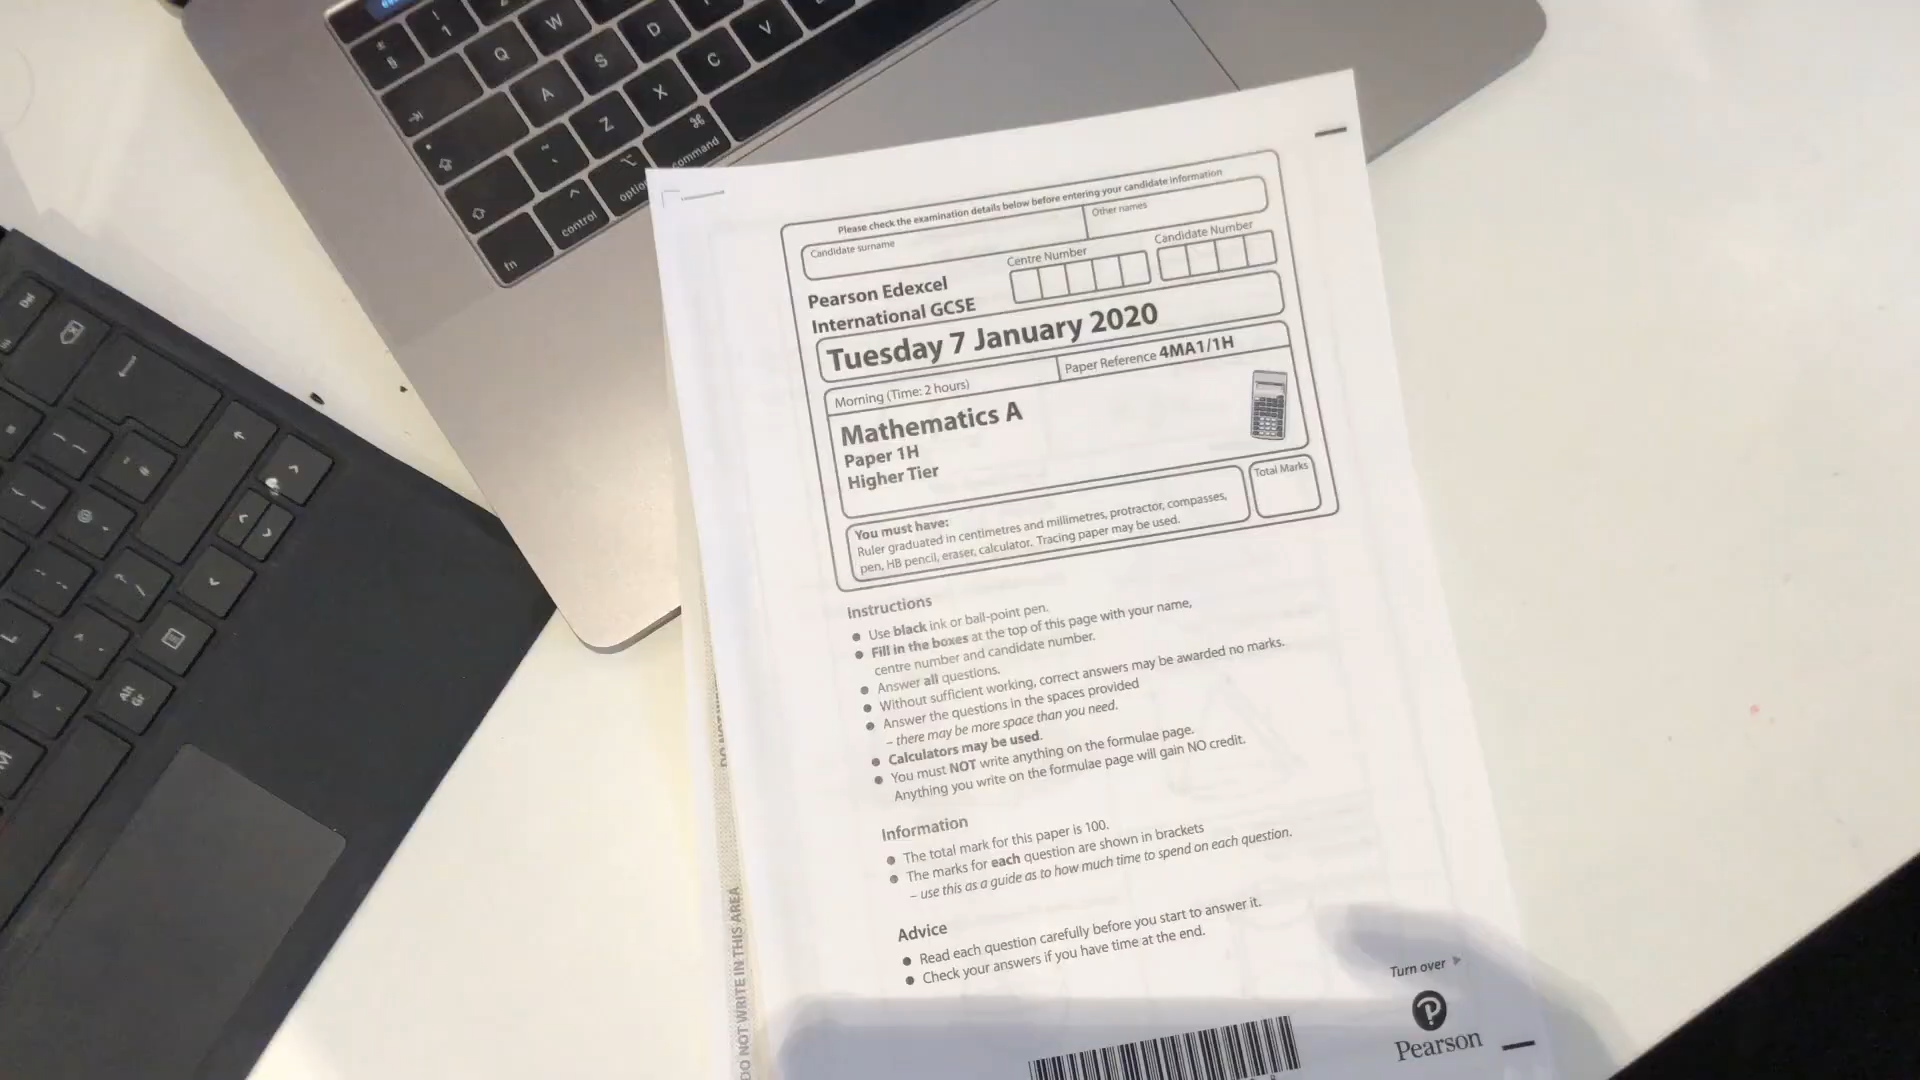 Please check the examination details below before entering your candidate information
Candidate surname
Other names
Centre Number
Candidate Number
Pearson Edexcel
International GCSE
Tuesday 7 January 2020
Morning (Time: 2 hours)
Paper Reference 4MA1/1H
Mathematics A
Paper 1H
Higher Tier
You must have:
Ruler graduated in centimetres and millimetres, protractor, compasses,
pen, HB pencil, eraser, calculator. Tracing paper may be used.
Total Marks
Instructions
● Use black ink or ball-point pen.
● Fill in the boxes at the top of this page with your name,
centre number and candidate number.
● Answer all questions.
● Without sufficient working, correct answers may be awarded no marks.
● Answer the questions in the spaces provided
– there may be more space than you need.
● Calculators may be used.
● You must NOT write anything on the formulae page.
Anything you write on the formulae page will gain NO credit.
Information
● The total mark for this paper is 100.
● The marks for each question are shown in brackets
– use this as a guide as to how much time to spend on each question.
Advice
● Read each question carefully before you start to answer it.
● Check your answers if you have time at the end.
Turn over
Pearson
DO NOT WRITE IN THIS AREA
§
1
Q
W
A
S
D
Z
X
C
V
fn
control
command
Del
Alt
Gr
L
M